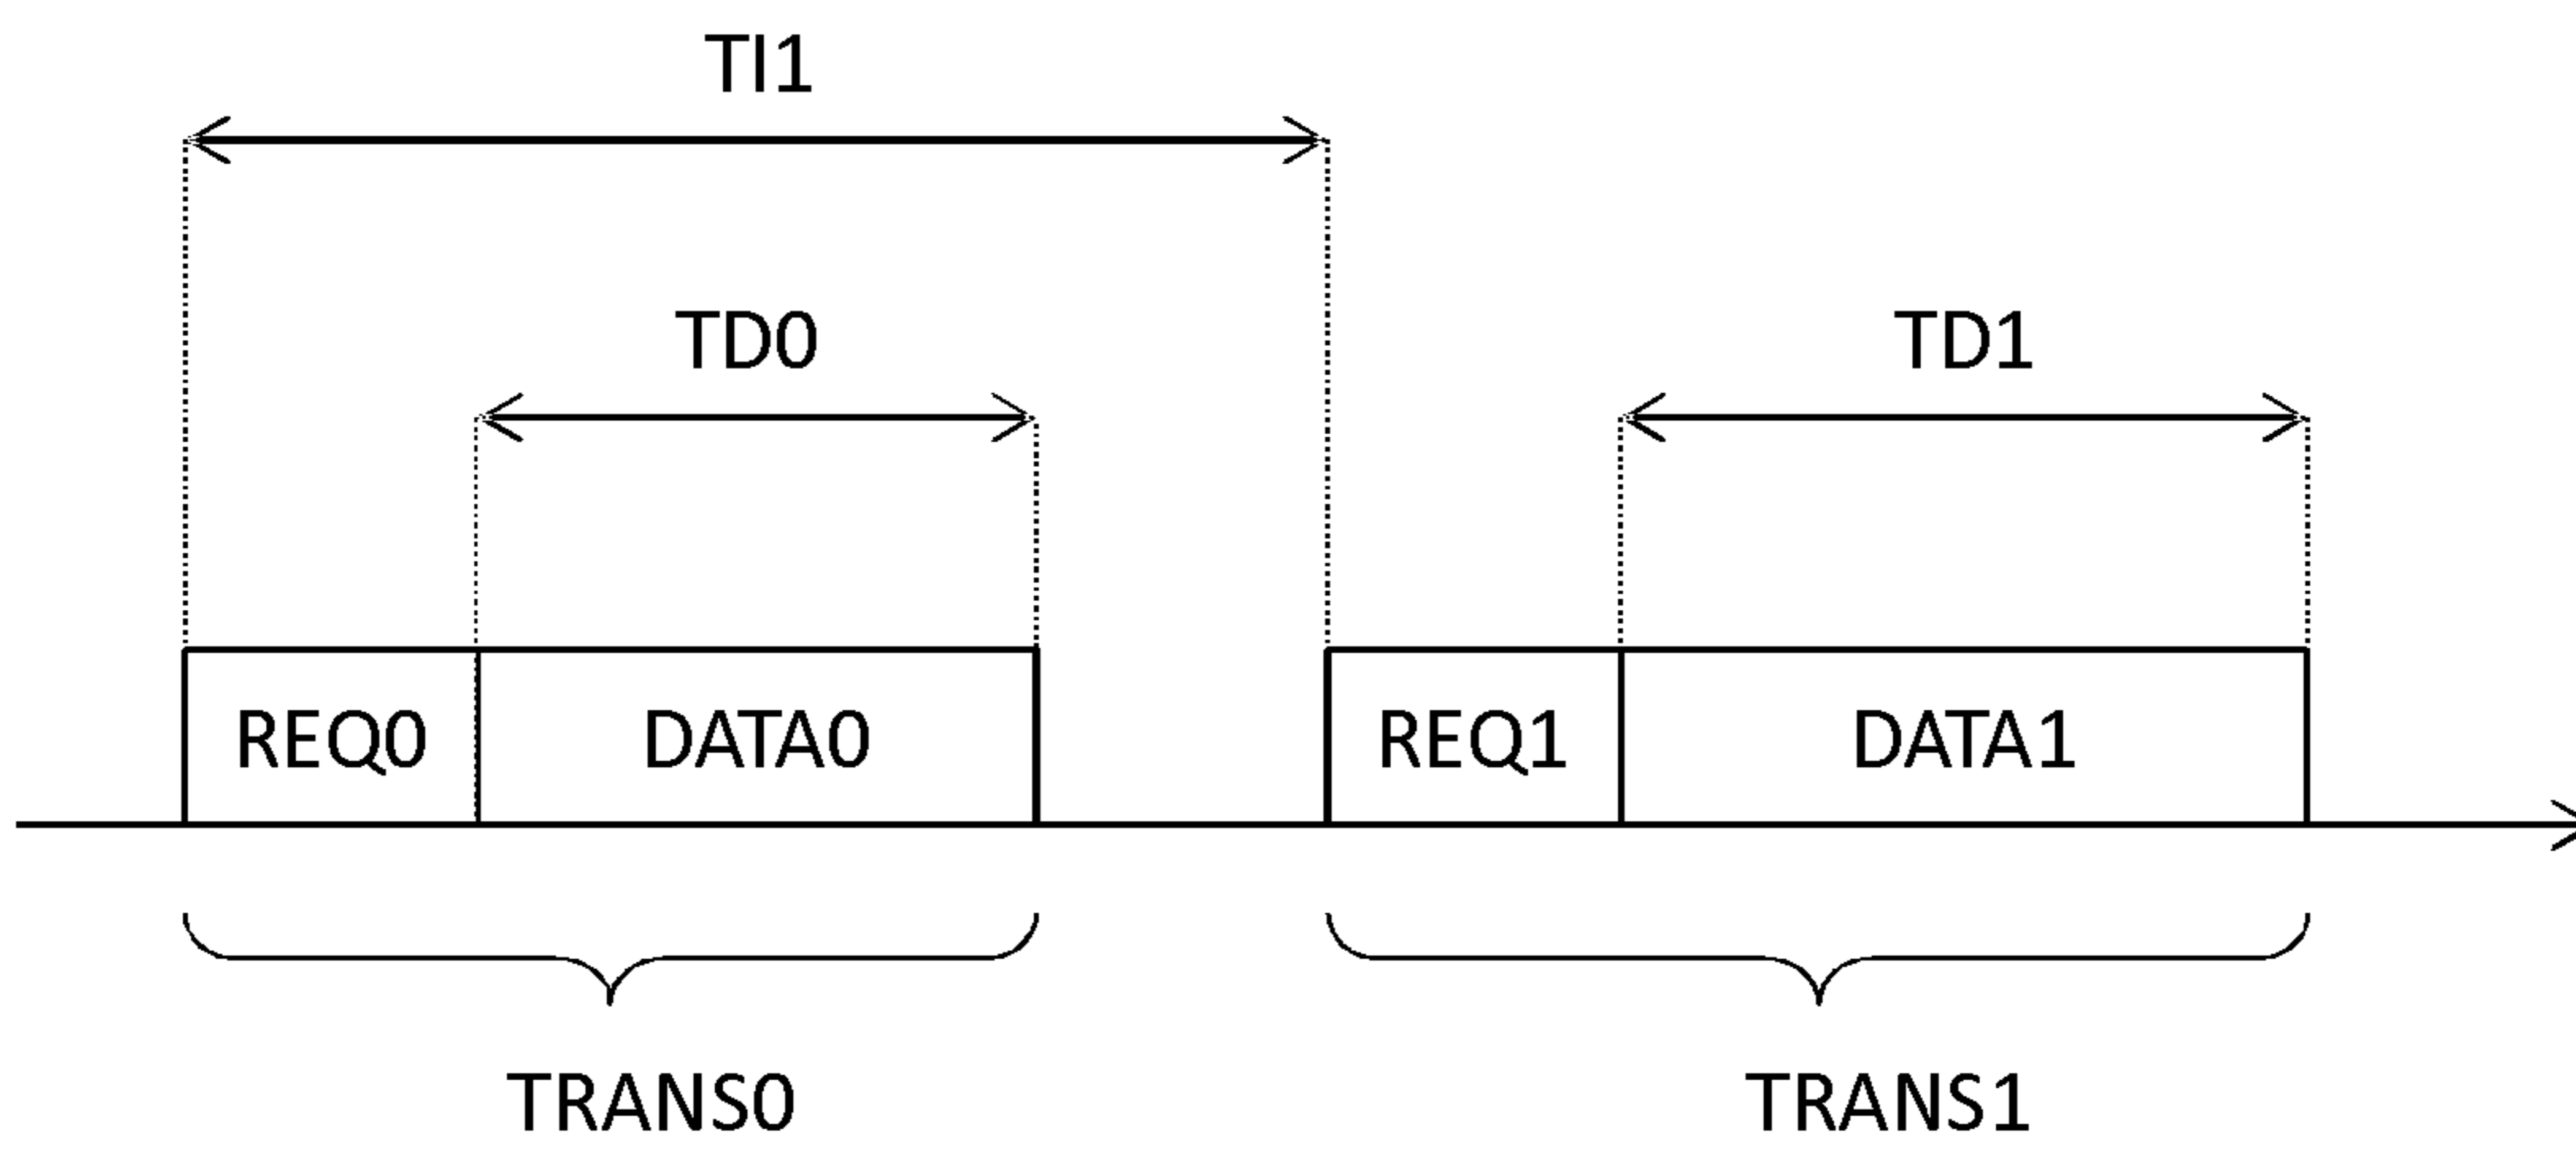 TI1
TD0
TD1
REQ0
DATA0
REQ1
DATA1
TRANS0
TRANS1